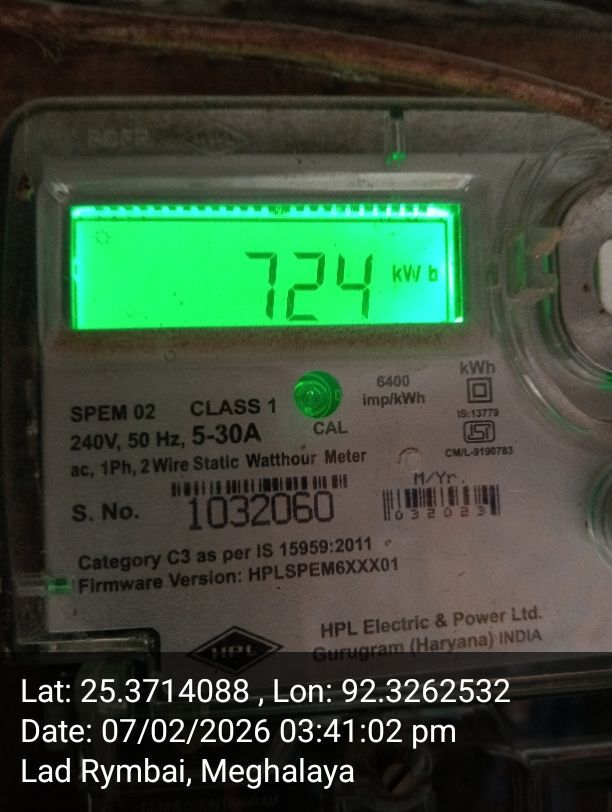 724 kWh
6400
imp/kWh
kWh
SPEM 02 CLASS 1
CAL
IS:13779
240V, 50 Hz, 5-30A
CM/L-9190783
ac, 1Ph, 2 Wire Static Watthour Meter
M/Yr.
S. No. 1032060
032023
Category C3 as per IS 15959:2011
Firmware Version: HPLSPEM6XXX01
HPL
HPL Electric & Power Ltd.
Gurugram (Haryana) INDIA
Lat: 25.3714088 , Lon: 92.3262532
Date: 07/02/2026 03:41:02 pm
Lad Rymbai, Meghalaya